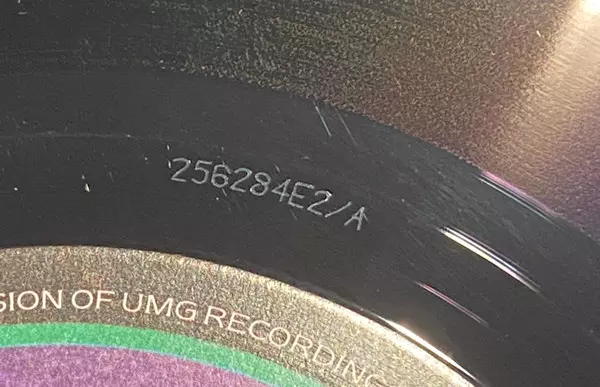 256284E2/A
SION OF UMG RECORDING